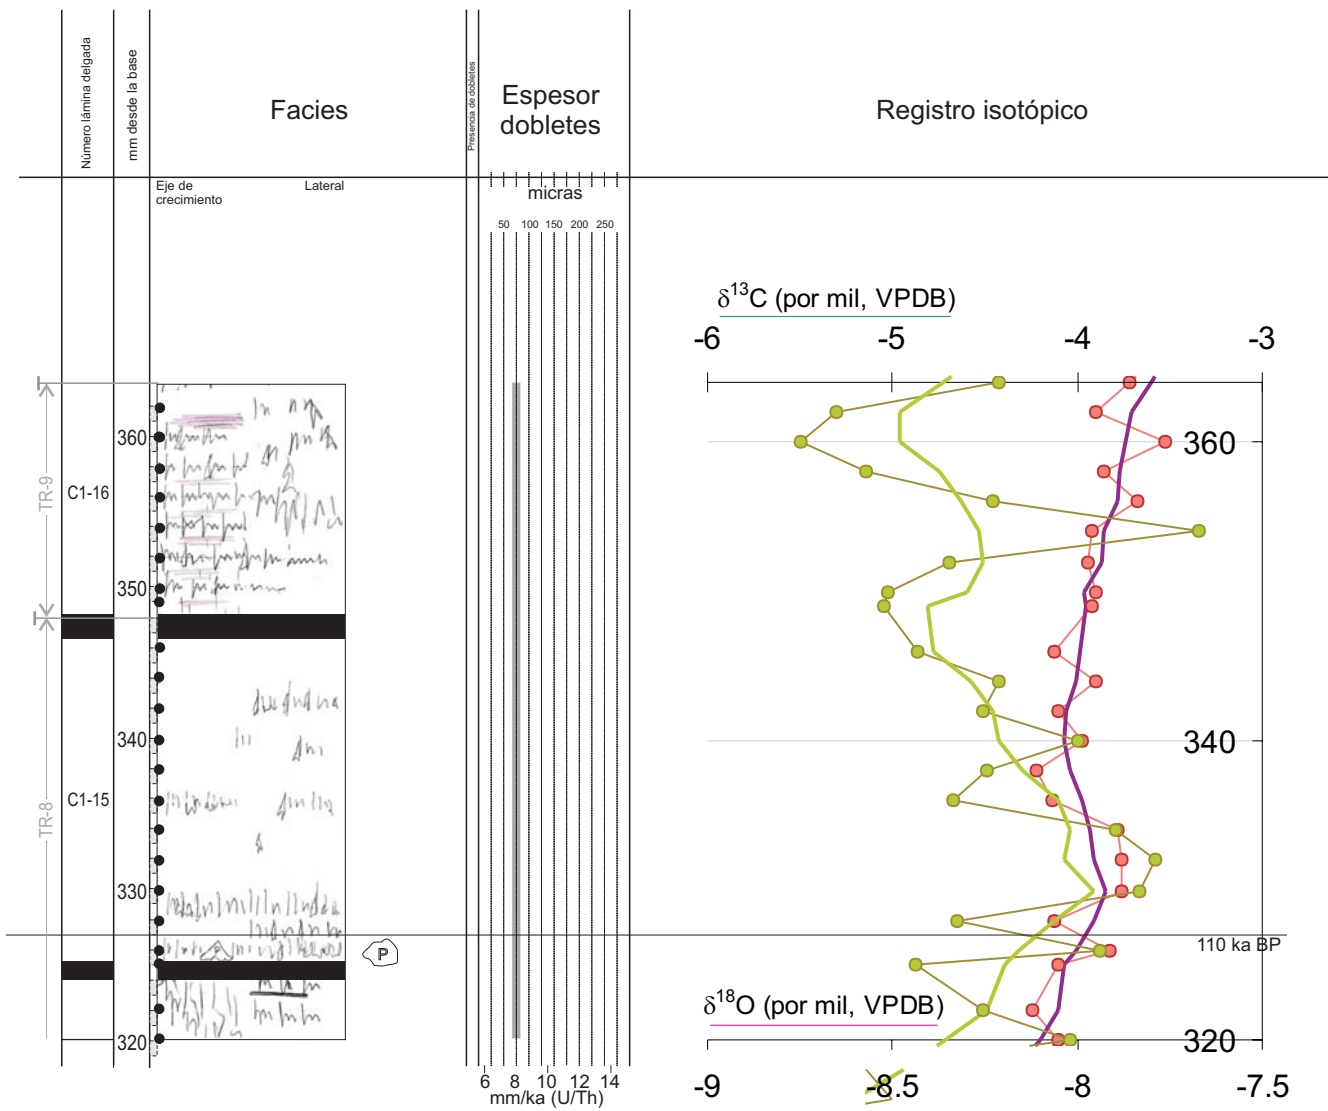 Número lámina delgada
mm desde la base
Facies
Presencia de dobletes
Espesor
dobletes
Registro isotópico
Eje de
crecimiento
Lateral
micras
50 100 150 200 250
δ13C (por mil, VPDB)
-6 -5 -4 -3
TR-9
C1-16
360
350
360
TR-8
C1-15
340
330
320
340
P
110 ka BP
δ18O (por mil, VPDB)
320
-9 -8.5 -8 -7.5
6 8 10 12 14
mm/ka (U/Th)